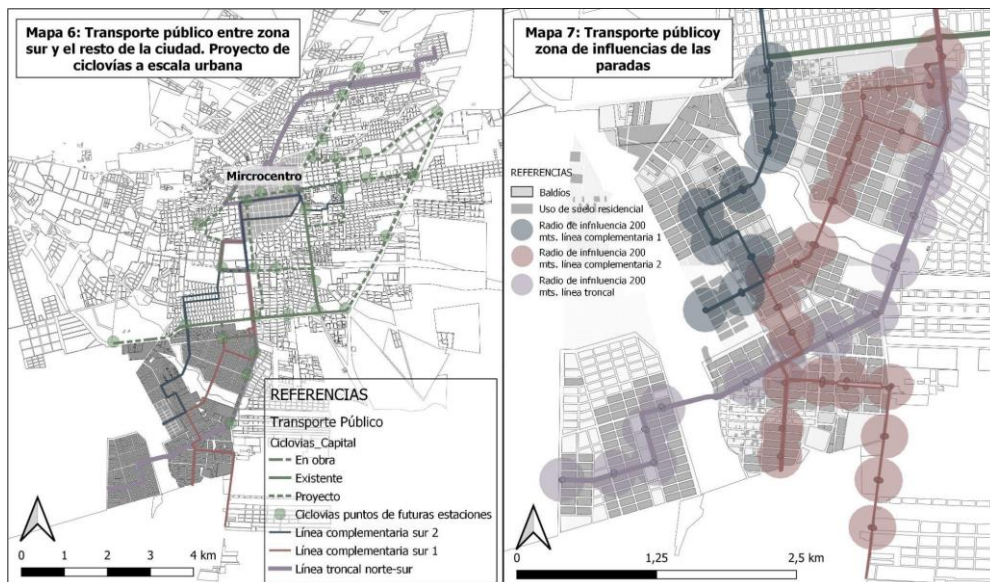 Mapa 6: Transporte público entre zona
sur y el resto de la ciudad. Proyecto de
ciclovías a escala urbana
Mircrocentro
REFERENCIAS
Transporte Público
Ciclovias_Capital
En obra
Existente
Proyecto
Ciclovias puntos de futuras estaciones
Línea complementaria sur 2
Línea complementaria sur 1
Línea troncal norte-sur
0 1 2 3 4 km
Mapa 7: Transporte públicoy
zona de influencias de las
paradas
REFERENCIAS
Baldíos
Uso de suelo residencial
Radio de infnluencia 200
mts. línea complementaria 1
Radio de infnluencia 200
mts. línea complementaria 2
Radio de influencia 200
mts. línea troncal
0 1,25 2,5 km